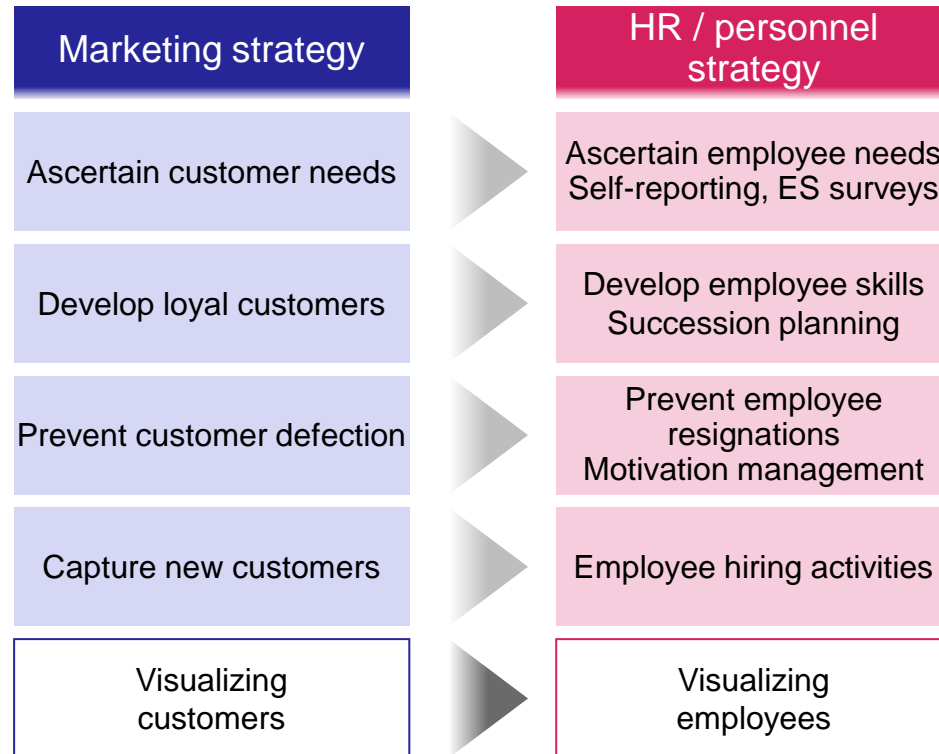 Marketing strategy
HR / personnel
strategy
Ascertain customer needs
Ascertain employee needs
Self-reporting, ES surveys
Develop loyal customers
Develop employee skills
Succession planning
Prevent customer defection
Prevent employee
resignations
Motivation management
Capture new customers
Employee hiring activities
Visualizing
customers
Visualizing
employees